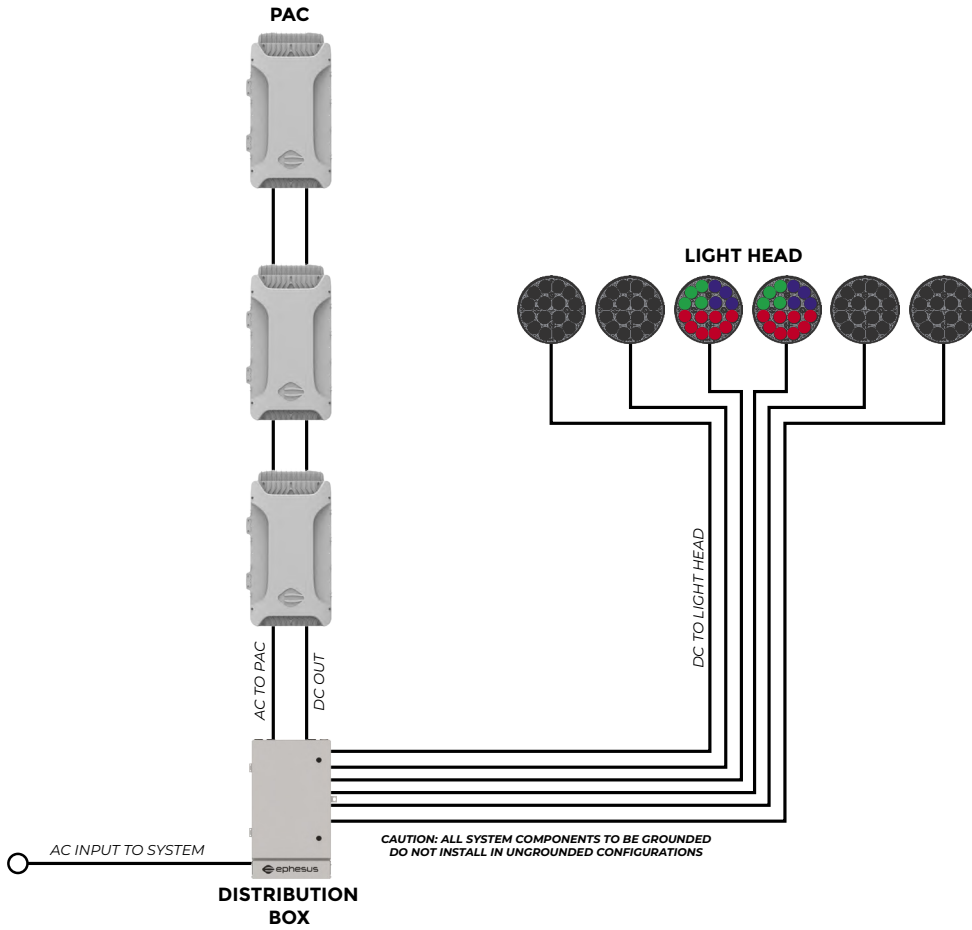 PAC
LIGHT HEAD
DC TO LIGHT HEAD
AC TO PAC
DC OUT
AC INPUT TO SYSTEM
CAUTION: ALL SYSTEM COMPONENTS TO BE GROUNDED
DO NOT INSTALL IN UNGROUNDED CONFIGURATIONS
ephesus
DISTRIBUTION
BOX